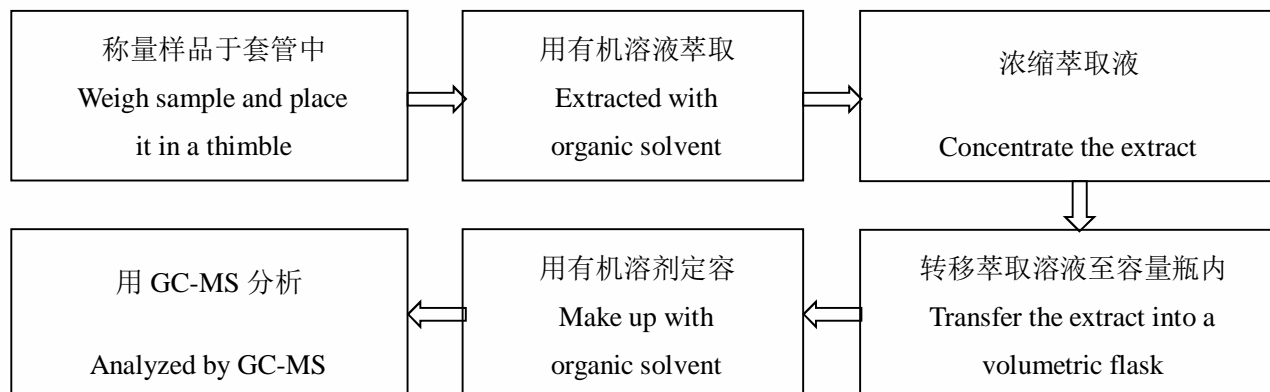 称量样品于套管中
Weigh sample and place
it in a thimble
用有机溶液萃取
Extracted with
organic solvent
浓缩萃取液
Concentrate the extract
转移萃取溶液至容量瓶内
Transfer the extract into a
volumetric flask
用有机溶剂定容
Make up with
organic solvent
用 GC-MS 分析
Analyzed by GC-MS